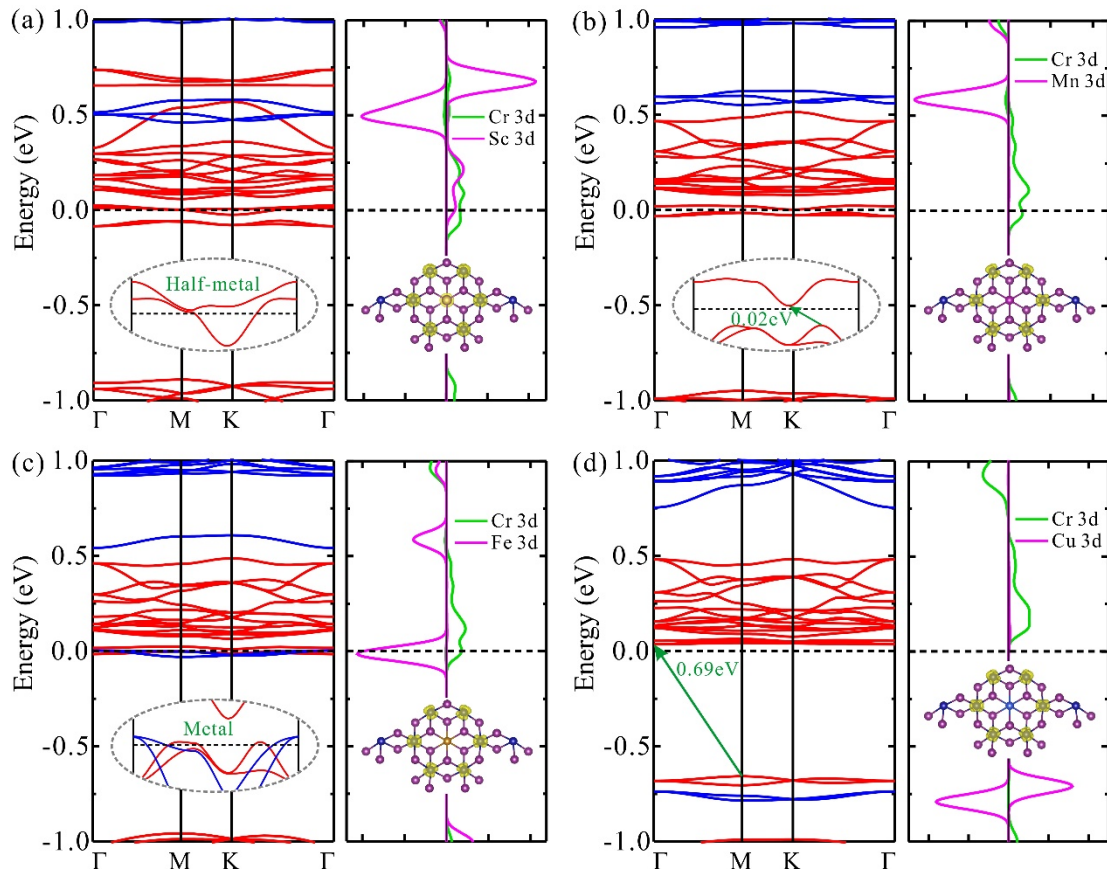 (a)
1.0
0.5
0.0
-0.5
-1.0
Energy (eV)
Γ M K Γ
Half-metal
Cr 3d
Sc 3d
(b)
1.0
0.5
0.0
-0.5
-1.0
Energy (eV)
Γ M K Γ
0.02eV
Cr 3d
Mn 3d
(c)
1.0
0.5
0.0
-0.5
-1.0
Energy (eV)
Γ M K Γ
Metal
Cr 3d
Fe 3d
(d)
1.0
0.5
0.0
-0.5
-1.0
Energy (eV)
Γ M K Γ
0.69eV
Cr 3d
Cu 3d